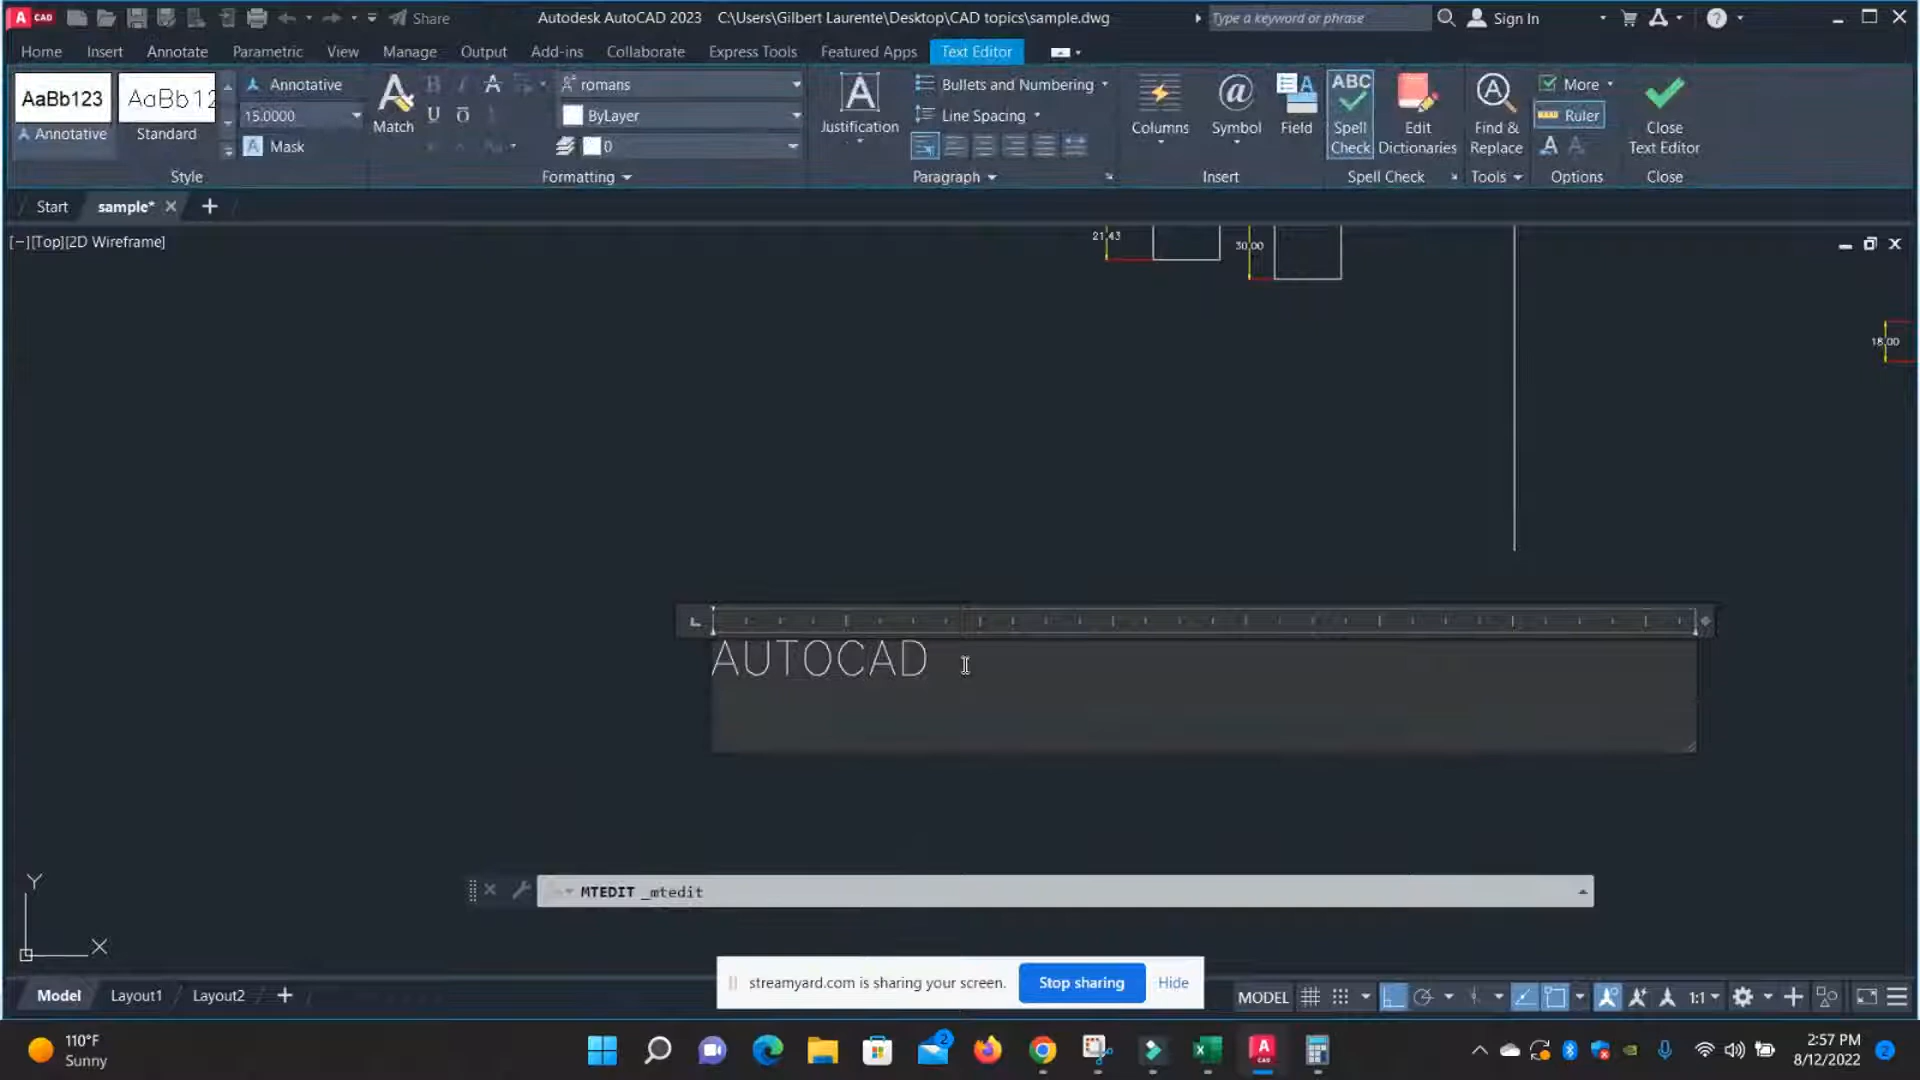 A CAD Share Autodesk AutoCAD 2023 C:\Users\Gilbert Laurente\Desktop\CAD topics\sample.dwg Type a keyword or phrase Sign In
Home Insert Annotate Parametric View Manage Output Add-ins Collaborate Express Tools Featured Apps Text Editor
AaBb123 AaBb12 Annotative romans Bullets and Numbering More
15.0000 ByLayer Line Spacing Ruler
Annotative Standard Mask Match 0 Justification Columns Symbol Field Spell Check Edit Dictionaries Find & Replace Close Text Editor
Style Formatting Paragraph Insert Spell Check Tools Options Close
Start sample*
[−][Top][2D Wireframe]
21,43 30,00
18,00
AUTOCAD
MTEDIT _mtedit
Y
X
streamyard.com is sharing your screen. Stop sharing Hide
Model Layout1 Layout2 MODEL 1:1
110°F
Sunny
2
2:57 PM
8/12/2022 2